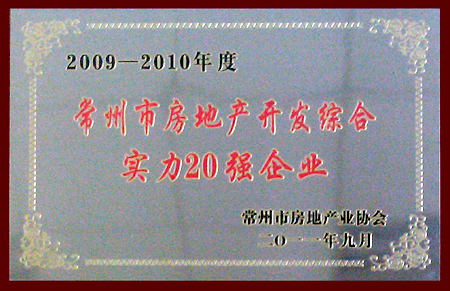 2009—2010年度
常州市房地产开发综合
实力20强企业
常州市房地产业协会
二〇一一年九月